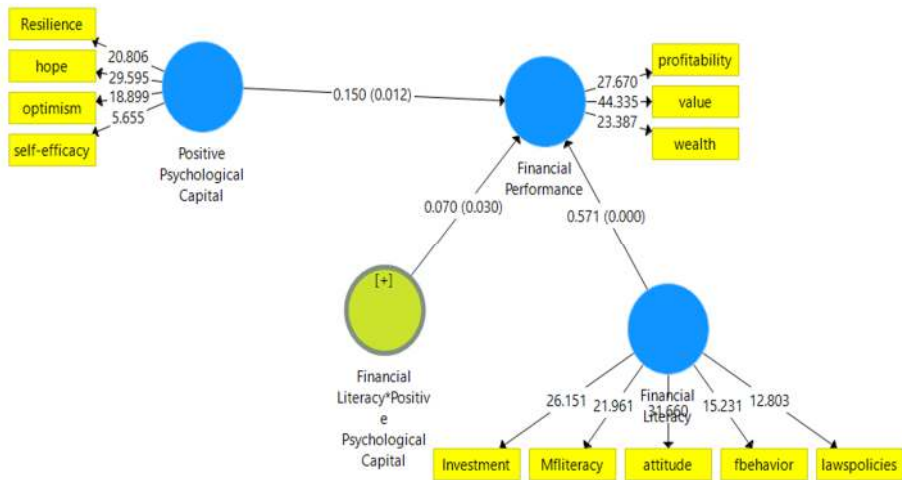 Resilience
hope
optimism
self-efficacy
20.806
29.595
18.899
5.655
Positive
Psychological
Capital
0.150 (0.012)
Financial
Performance
27.670
44.335
23.387
profitability
value
wealth
0.070 (0.030)
0.571 (0.000)
[+]
Financial
Literacy*Positiv
e
Psychological
Capital
Financial
Literacy
26.151
21.961
31.660
15.231
12.803
Investment
Mfliteracy
attitude
fbehavior
lawspolicies